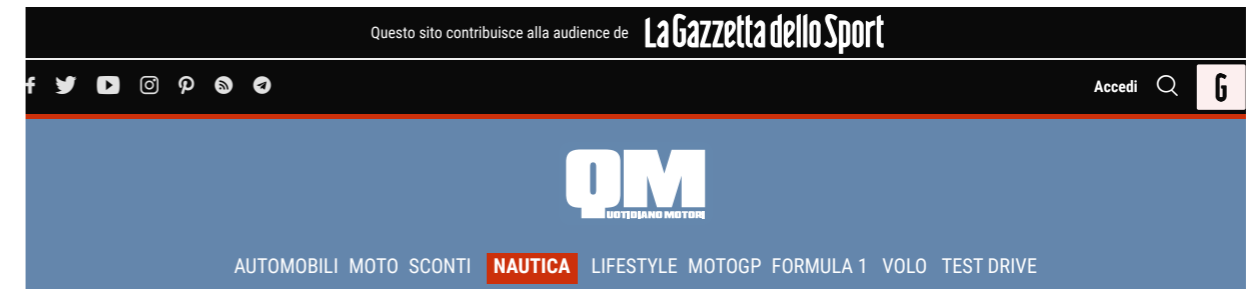 Questo sito contribuisce alla audience de La Gazzetta dello Sport
Accedi G
QM
QUOTIDIANO MOTORI
AUTOMOBILI MOTO SCONTI NAUTICA LIFESTYLE MOTOGP FORMULA 1 VOLO TEST DRIVE